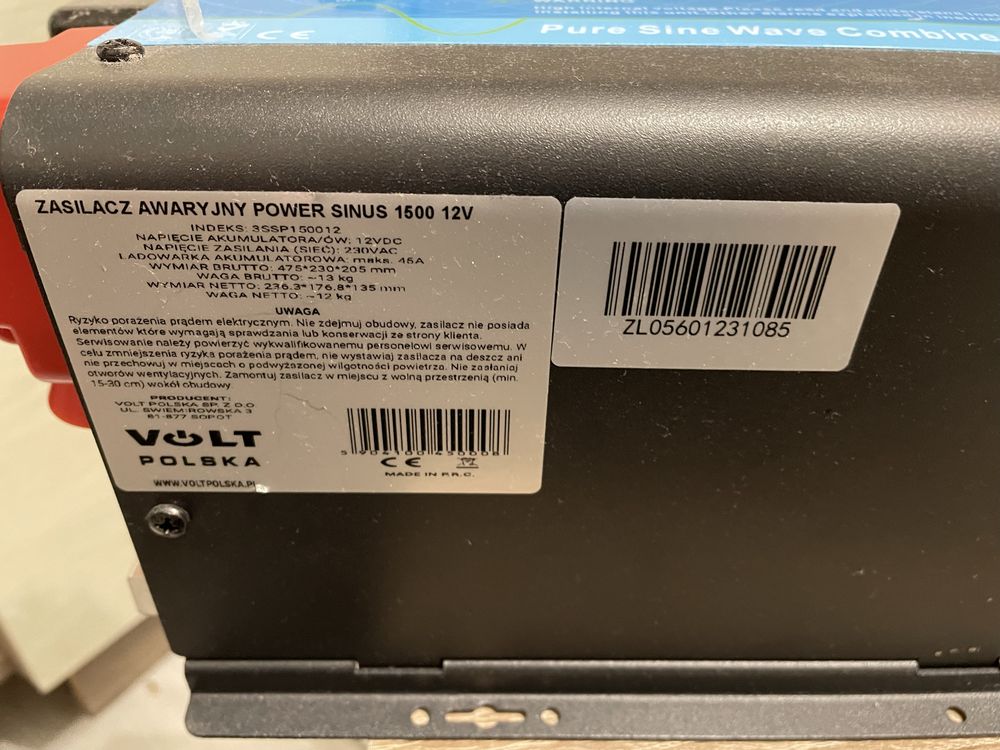 WARNING
Pure Sine Wave Combine
CE
ZASILACZ AWARYJNY POWER SINUS 1500 12V
INDEKS: 3SSP150012
NAPIĘCIE AKUMULATORA/ÓW: 12VDC
NAPIĘCIE ZASILANIA (SIEĆ): 230VAC
ŁADOWARKA AKUMULATOROWA: maks. 45A
WYMIAR BRUTTO: 475*230*205 mm
WAGA BRUTTO: ~13 kg
WYMIAR NETTO: 236.3*176.8*135 mm
WAGA NETTO: ~12 kg
UWAGA
Ryzyko porażenia prądem elektrycznym. Nie zdejmuj obudowy, zasilacz nie posiada
elementów które wymagają sprawdzania lub konserwacji ze strony klienta.
Serwisowanie należy powierzyć wykwalifikowanemu personelowi serwisowemu. W
celu zmniejszenia ryzyka porażenia prądem, nie wystawiaj zasilacza na deszcz ani
nie przechowuj w miejscach o podwyższonej wilgotności powietrza. Nie zasłaniaj
otworów wentylacyjnych. Zamontuj zasilacz w miejscu z wolną przestrzenią (min.
15-30 cm) wokół obudowy.
PRODUCENT:
VOLT POLSKA SP. Z O.O.
UL. ŚWIEMIROWSKA 3
81-877 SOPOT
VOLT
POLSKA
WWW.VOLTPOLSKA.PL
CE
MADE IN P.R.C.
ZL05601231085